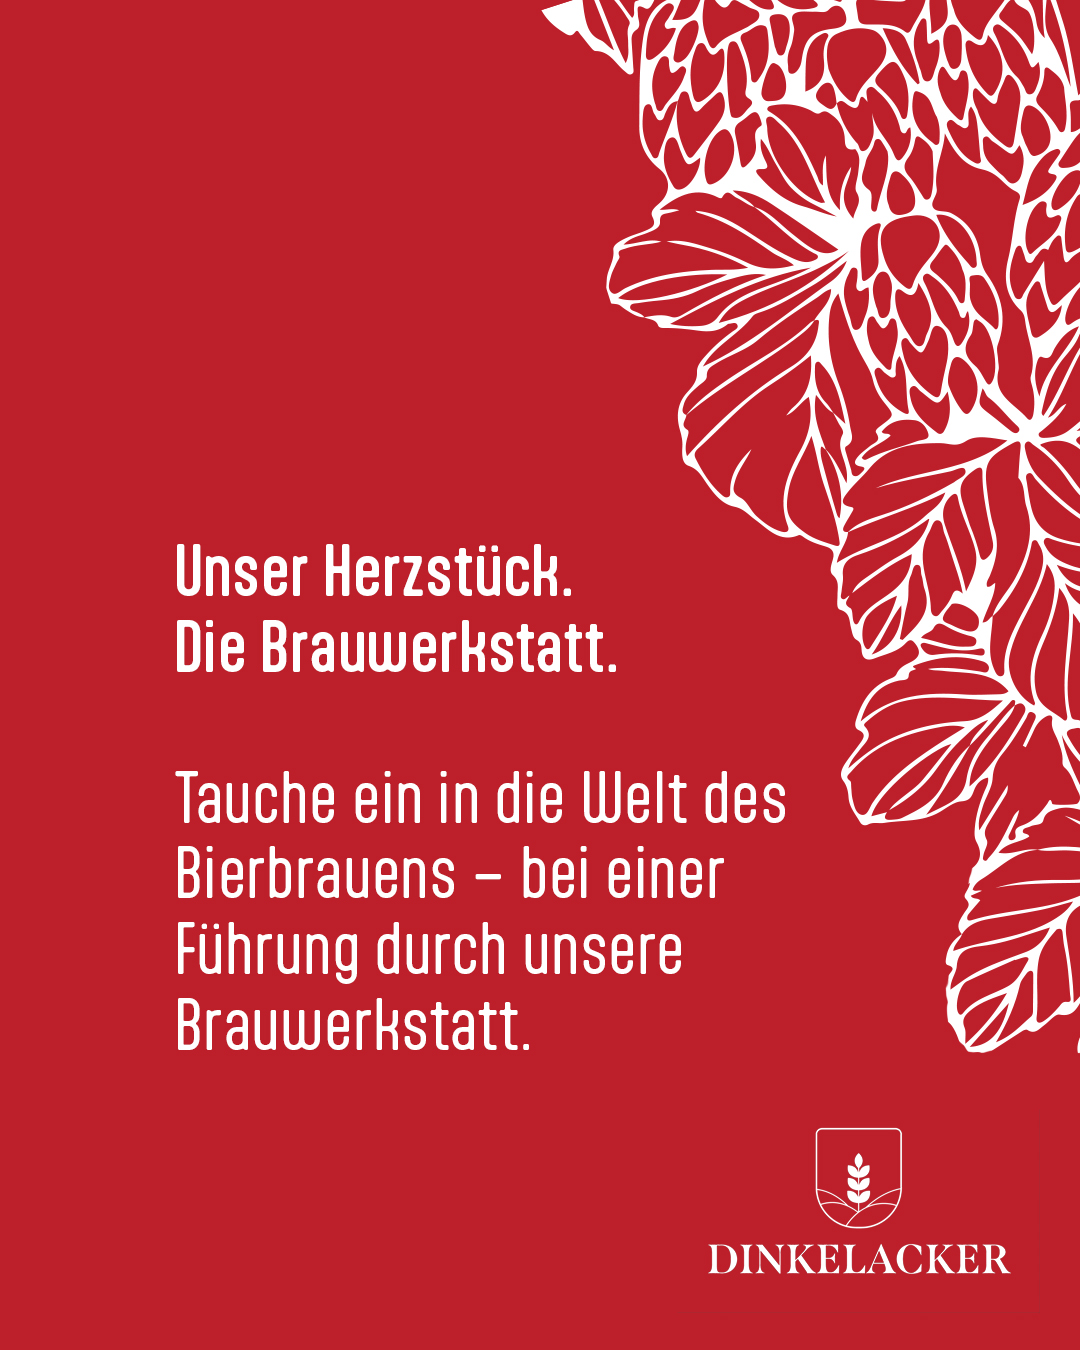 Unser Herzstück.
Die Brauwerkstatt.
Tauche ein in die Welt des
Bierbrauens – bei einer
Führung durch unsere
Brauwerkstatt.
DINKELACKER